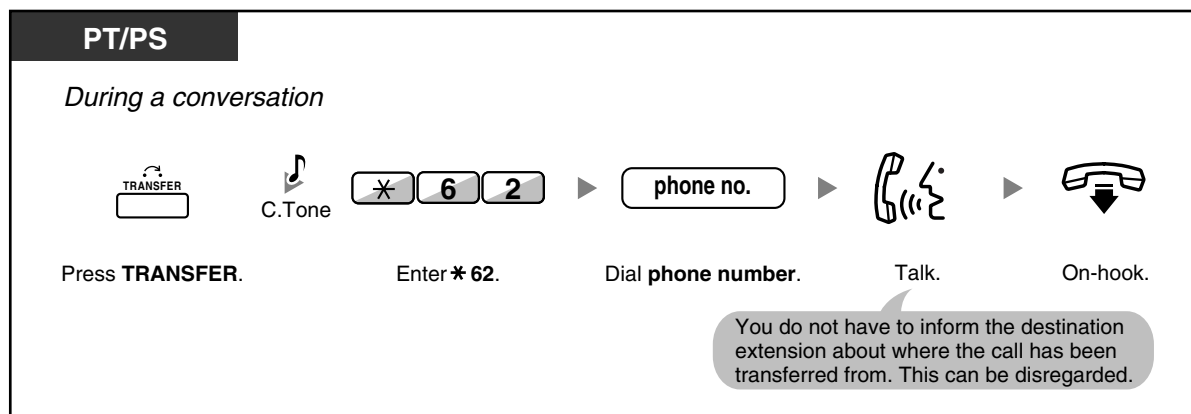 PT/PS
During a conversation
TRANSFER
C.Tone
* 6 2
phone no.
Press TRANSFER.
Enter * 62.
Dial phone number.
Talk.
On-hook.
You do not have to inform the destination
extension about where the call has been
transferred from. This can be disregarded.